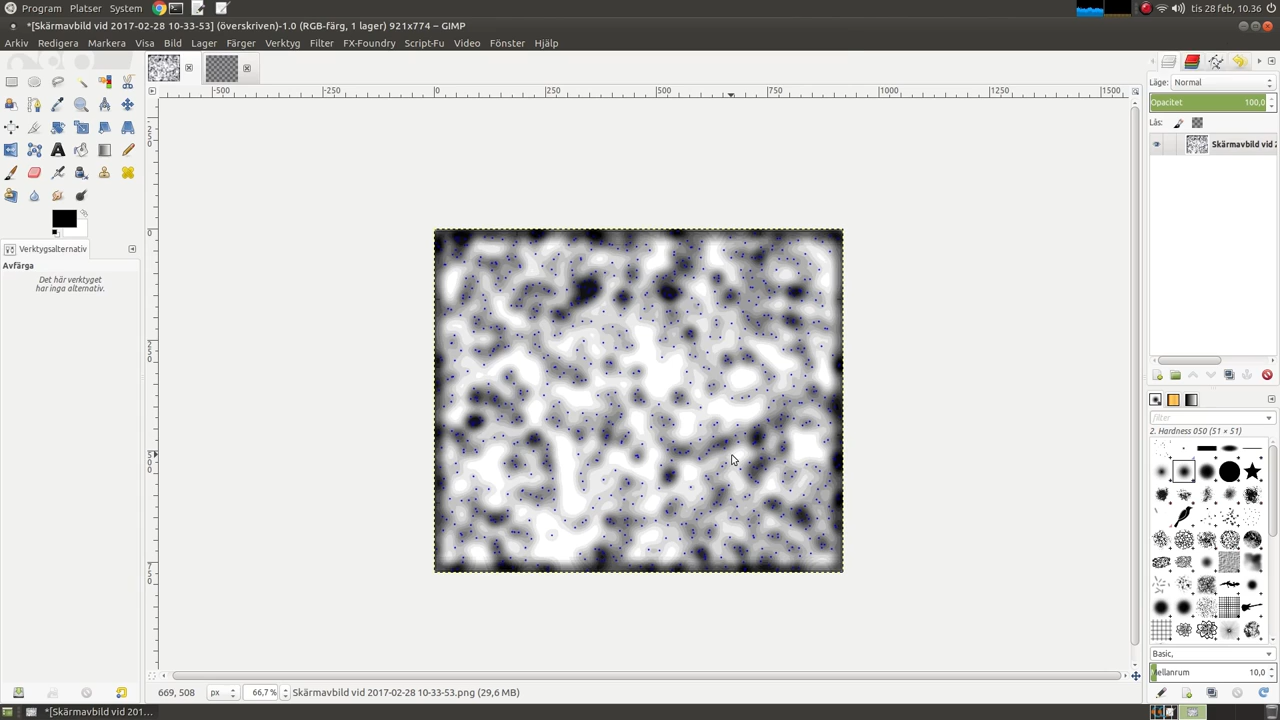 Program Platser System
tis 28 feb, 10.36
*[Skärmavbild vid 2017-02-28 10-33-53] (överskriven)-1.0 (RGB-färg, 1 lager) 921x774 – GIMP
Arkiv Redigera Markera Visa Bild Lager Färger Verktyg Filter FX-Foundry Script-Fu Video Fönster Hjälp
-500 0 250 500 750 1000 1250 1500
Läge: Normal
Opacitet 100,0
Lås:
Skärmavbild vid 2
Verktygsalternativ
Avfärga
Det här verktyget
har inga alternativ.
250
0
250
500
750
filter
2. Hardness 050 (51 × 51)
Basic,
Mellanrum 10,0
669, 508 px 66,7 % Skärmavbild vid 2017-02-28 10-33-53.png (29,6 MB)
*[Skärmavbild vid 201…